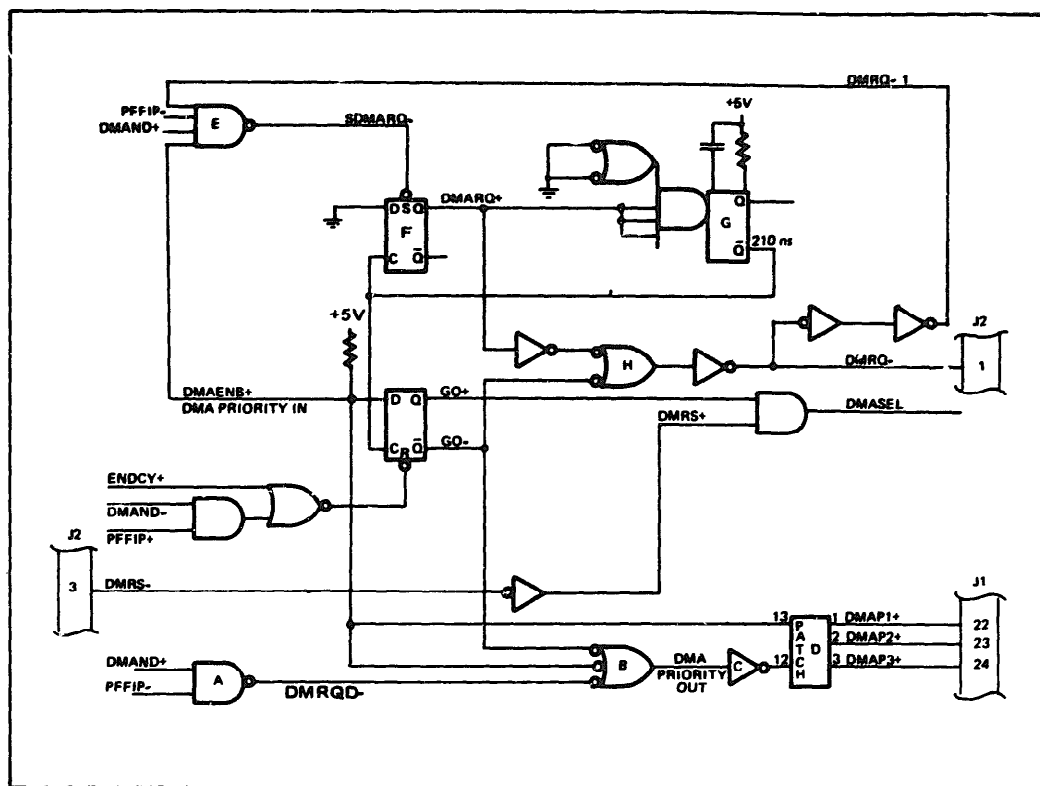 DMRQ- 1
PFFIP-
DMAND+
E
SDMARQ-
+5V
D S Q
F
C Q
DMARQ+
Q
G
Q
210 ns
+5V
J2
H
DMRQ-
1
DMAENB+
DMA PRIORITY IN
D Q
C R Q
GO+
GO-
DMRS+
DMASEL
ENDCY+
DMAND-
PFFIP+
J2
3
DMRS-
J1
13
12
PATCH
D
1 DMAP1+
2 DMAP2+
3 DMAP3+
22
23
24
DMAND+
PFFIP-
A
DMRQD-
B
DMA
PRIORITY
OUT
C